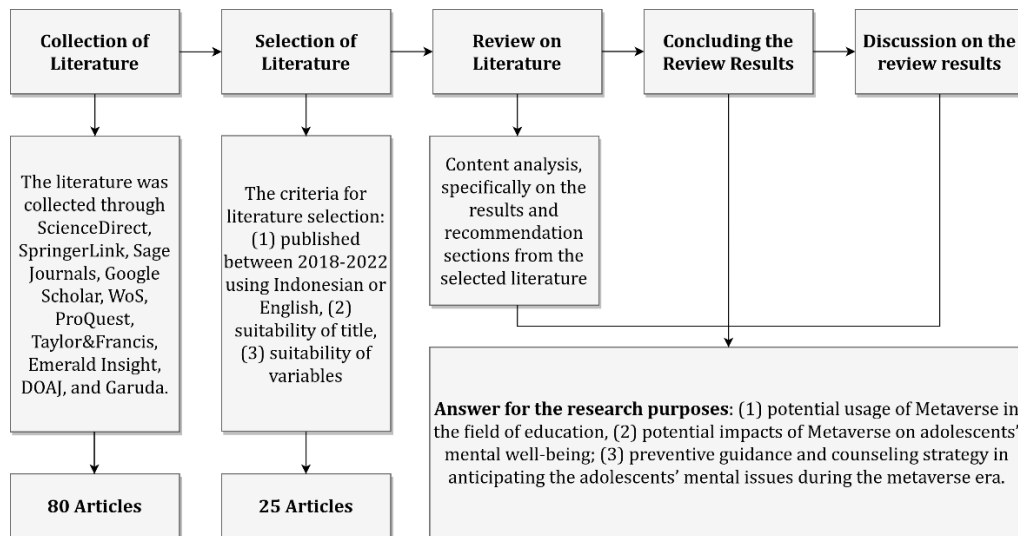 Collection of
Literature
Selection of
Literature
Review on
Literature
Concluding the
Review Results
Discussion on the
review results
The literature was
collected through
ScienceDirect,
SpringerLink, Sage
Journals, Google
Scholar, WoS,
ProQuest,
Taylor&Francis,
Emerald Insight,
DOAJ, and Garuda.
The criteria for
literature selection:
(1) published
between 2018-2022
using Indonesian or
English, (2)
suitability of title,
(3) suitability of
variables
Content analysis,
specifically on the
results and
recommendation
sections from the
selected literature
80 Articles
25 Articles
Answer for the research purposes: (1) potential usage of Metaverse in
the field of education, (2) potential impacts of Metaverse on adolescents’
mental well-being; (3) preventive guidance and counseling strategy in
anticipating the adolescents’ mental issues during the metaverse era.